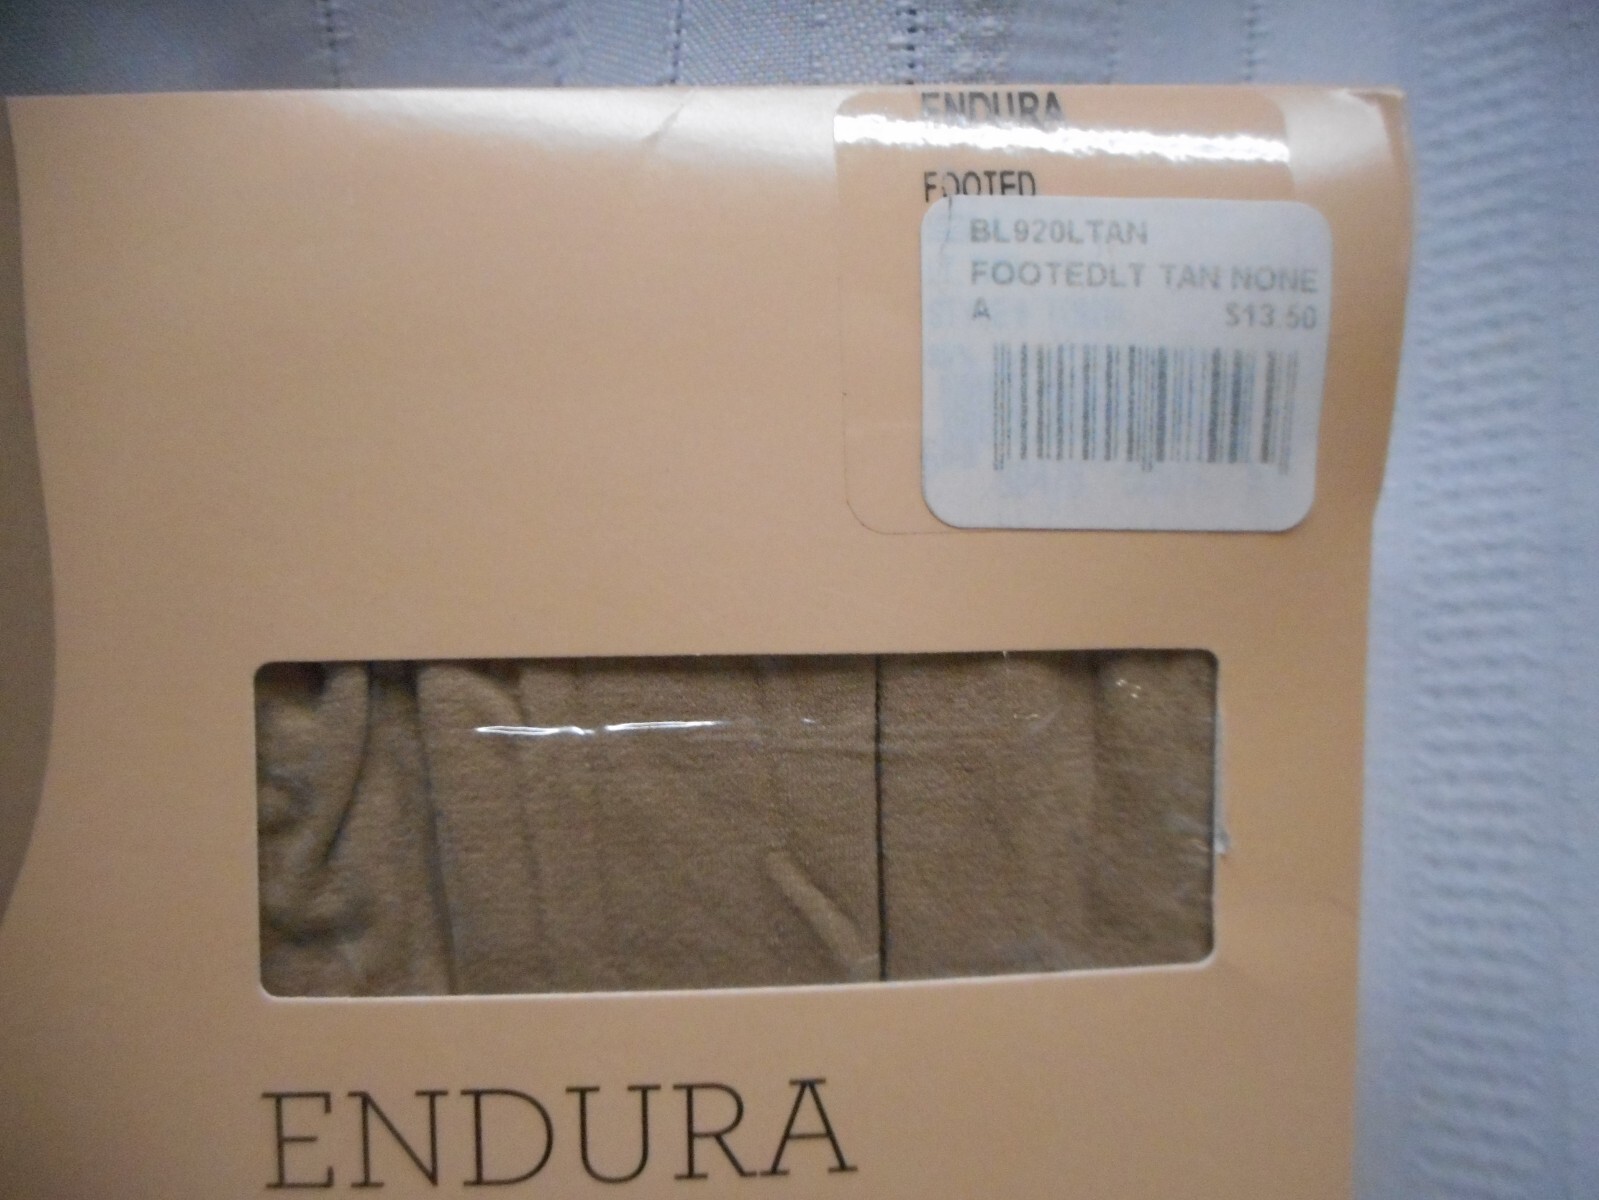 ENDURA
FOOTED
BL920LTAN
FOOTEDLT TAN NONE
A $13.50
ENDURA